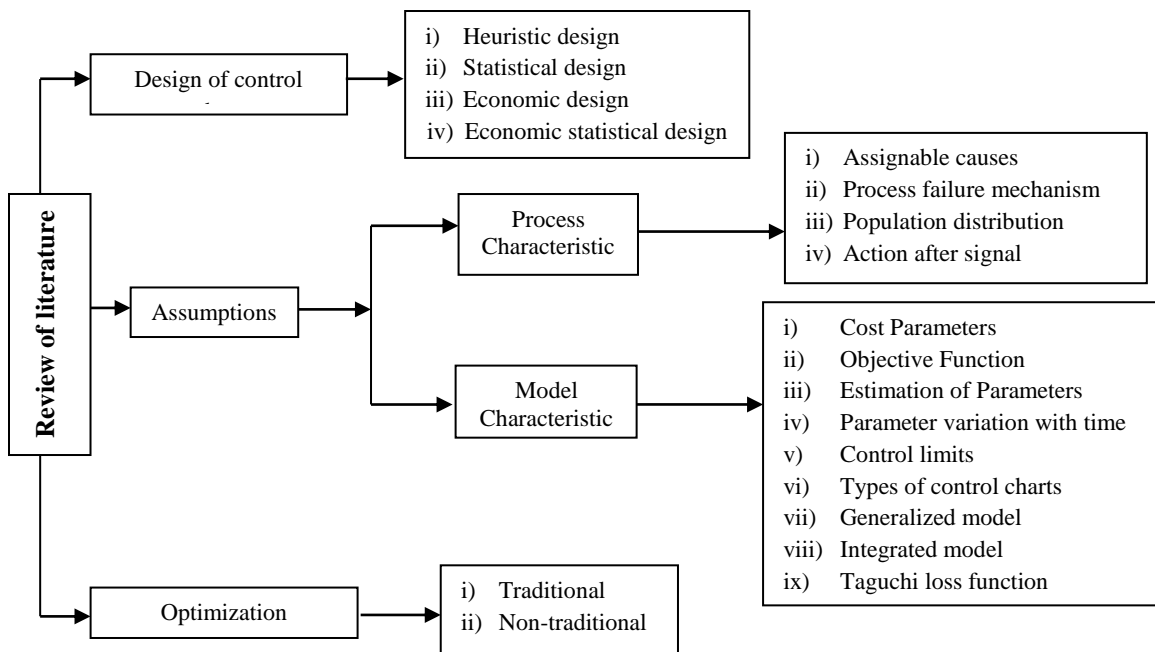 Review of literature
Design of control
i) Heuristic design
ii) Statistical design
iii) Economic design
iv) Economic statistical design
Assumptions
Process
Characteristic
i) Assignable causes
ii) Process failure mechanism
iii) Population distribution
iv) Action after signal
Model
Characteristic
i) Cost Parameters
ii) Objective Function
iii) Estimation of Parameters
iv) Parameter variation with time
v) Control limits
vi) Types of control charts
vii) Generalized model
viii) Integrated model
ix) Taguchi loss function
Optimization
i) Traditional
ii) Non-traditional